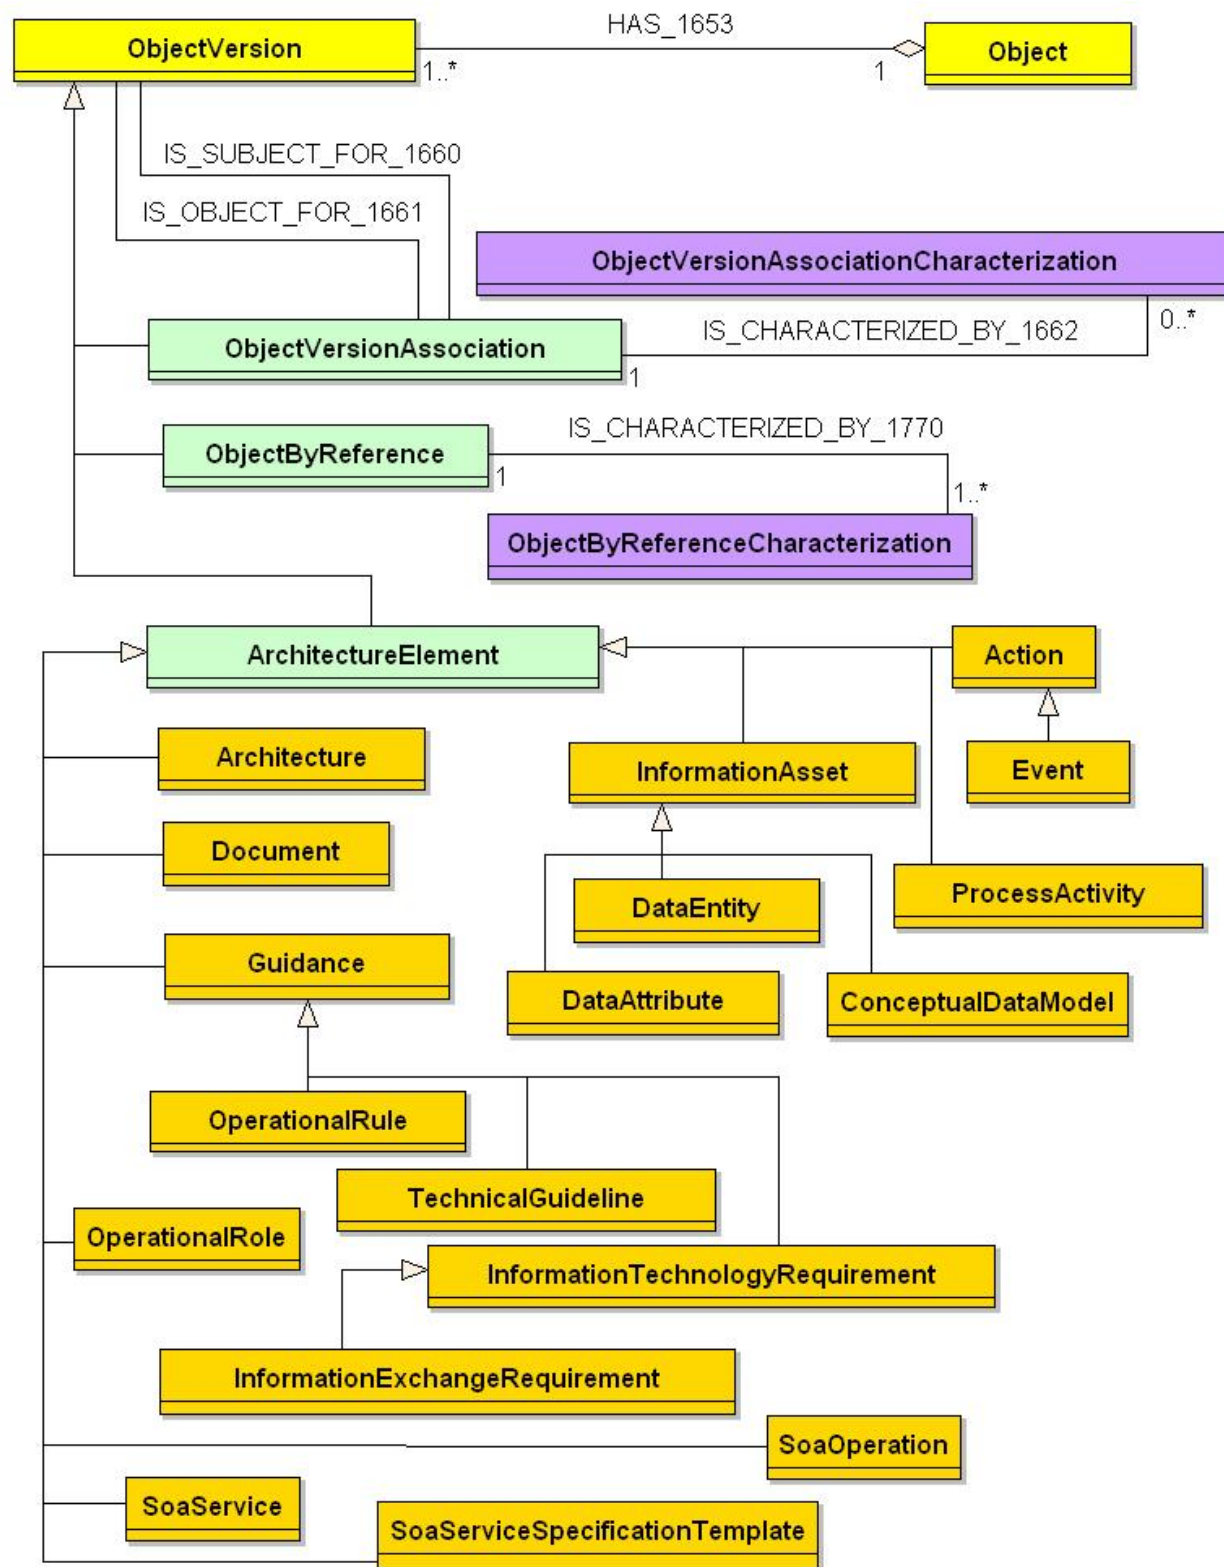 HAS_1653
ObjectVersion
Object
1..*
1
IS_SUBJECT_FOR_1660
IS_OBJECT_FOR_1661
ObjectVersionAssociationCharacterization
0..*
IS_CHARACTERIZED_BY_1662
ObjectVersionAssociation
1
IS_CHARACTERIZED_BY_1770
ObjectByReference
1
1..*
ObjectByReferenceCharacterization
ArchitectureElement
Action
Architecture
InformationAsset
Event
Document
ProcessActivity
DataEntity
Guidance
DataAttribute
ConceptualDataModel
OperationalRule
TechnicalGuideline
OperationalRole
InformationTechnologyRequirement
InformationExchangeRequirement
SoaOperation
SoaService
SoaServiceSpecificationTemplate